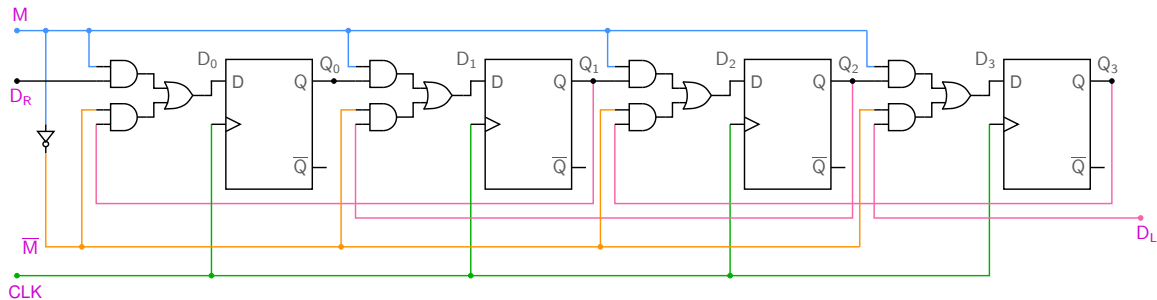 M
D₀ Q₀ D₁ Q₁ D₂ Q₂ D₃ Q₃
D Q D Q D Q D Q
D_R
Q̅ Q̅ Q̅ Q̅
D_L
M̅
CLK